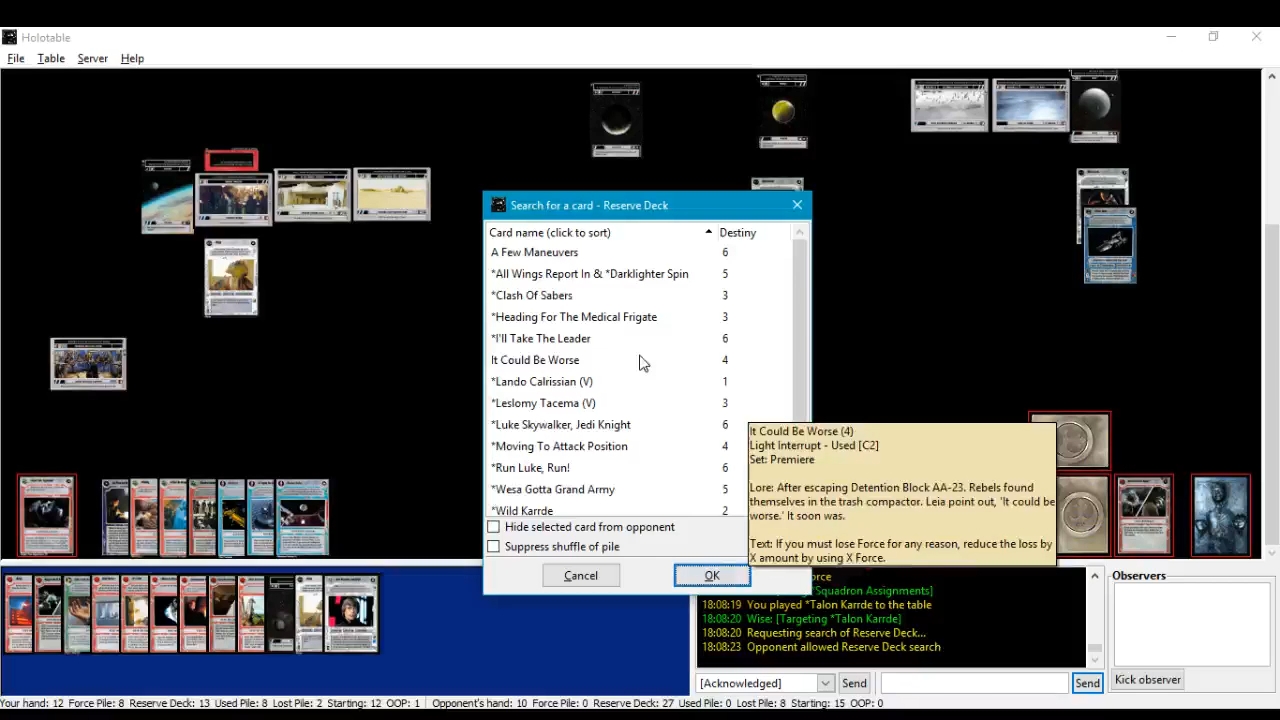 Holotable
File Table Server Help
Search for a card - Reserve Deck
Card name (click to sort) Destiny
A Few Maneuvers 6
*All Wings Report In & *Darklighter Spin 5
*Clash Of Sabers 3
*Heading For The Medical Frigate 3
*I'll Take The Leader 6
It Could Be Worse 4
*Lando Calrissian (V) 1
*Leslomy Tacema (V) 3
*Luke Skywalker, Jedi Knight 6
*Moving To Attack Position 4
*Run Luke, Run! 6
*Wesa Gotta Grand Army 5
*Wild Karrde 2
Hide selected card from opponent
Suppress shuffle of pile
Cancel OK
It Could Be Worse (4)
Light Interrupt - Used [C2]
Set: Premiere
Lore: After escaping Detention Block AA-23. Rebels found
themselves in the trash compactor. Leia point out, 'It could be
worse.' It soon was.
Text: If you must lose Force for any reason, reduce the loss by
X amount by using X Force.
orce
Squadron Assignments]
18:08:19 You played *Talon Karrde to the table
18:08:20 Wise: [Targeting *Talon Karrde]
18:08:20 Requesting search of Reserve Deck...
18:08:23 Opponent allowed Reserve Deck search
[Acknowledged] Send Send
Observers
Kick observer
Your hand: 12 Force Pile: 8 Reserve Deck: 13 Used Pile: 8 Lost Pile: 2 Starting: 12 OOP: 1 Opponent's hand: 10 Force Pile: 0 Reserve Deck: 27 Used Pile: 0 Lost Pile: 8 Starting: 15 OOP: 0